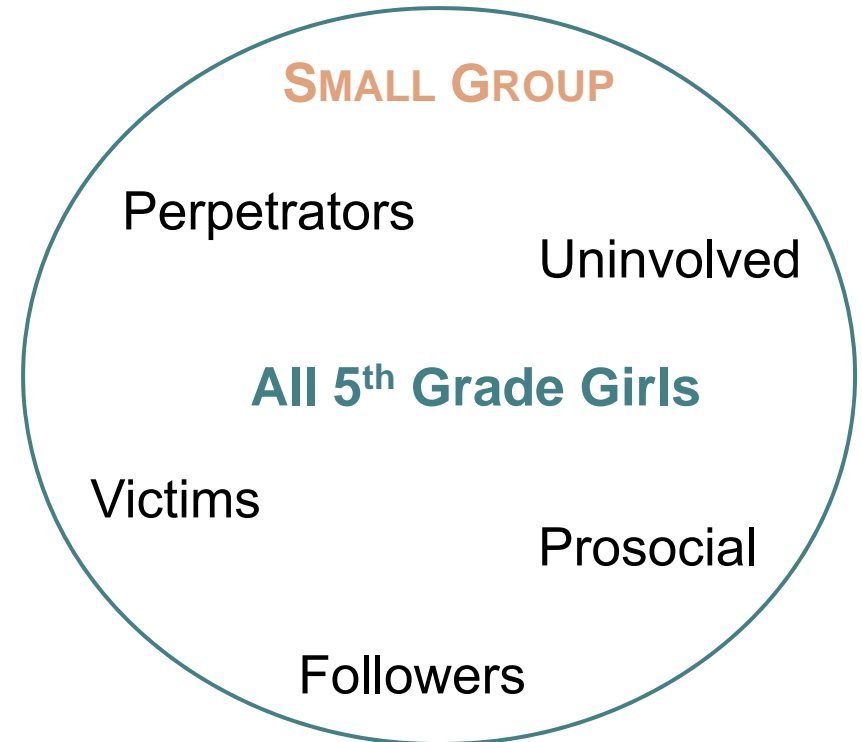 SMALL GROUP
Perpetrators
Uninvolved
All 5th Grade Girls
Victims
Prosocial
Followers